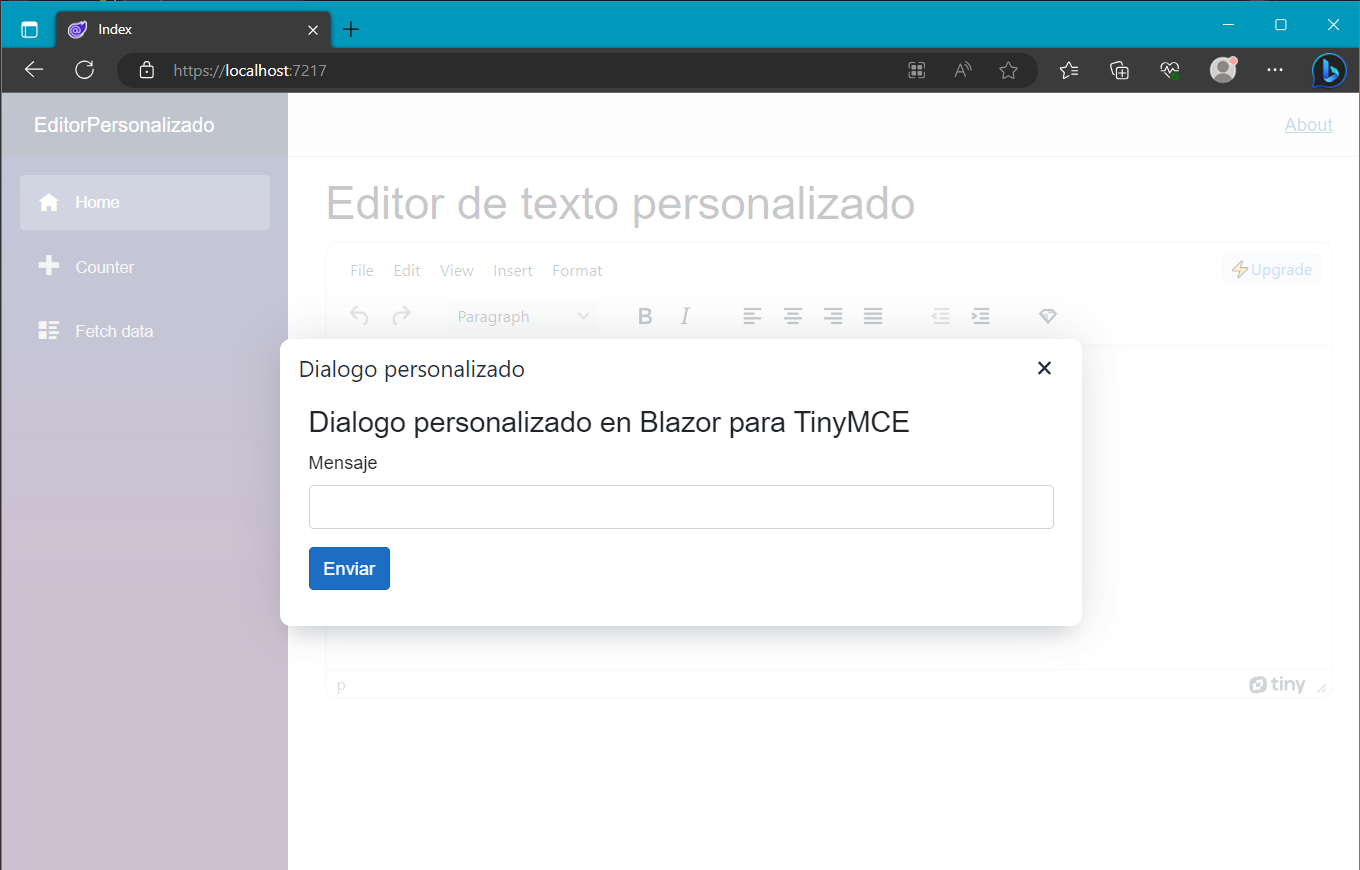 Index
https://localhost:7217
EditorPersonalizado
About
Home
Counter
Fetch data
Editor de texto personalizado
File Edit View Insert Format
Upgrade
Paragraph B I
Dialogo personalizado
Dialogo personalizado en Blazor para TinyMCE
Mensaje
Enviar
p
tiny